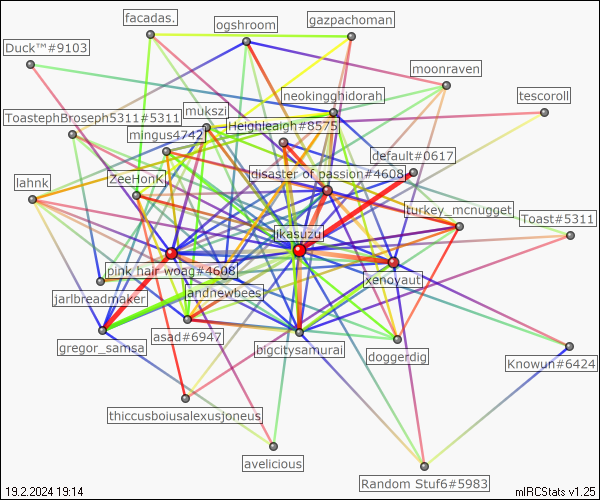 facadas.
ogshroom
gazpachoman
Duck™#9103
moonraven
neokingghidorah
tescoroll
ToastephBroseph5311#5311
mukszi
mingus4742
Heighleaigh#8575
default#0617
lahnk
ZeeHonK
disaster of passion#4608
turkey_mcnugget
Toast#5311
jkasuzu
pink hair woag#4608
xenoyaut
jarlbreadmaker
landnewbees
asad#6947
gregor_samsa
bigcitysamurai
doggerdig
Knowun#6424
thiccusboiusalexusjoneus
avelicious
Random Stuf6#5983
19.2.2024 19:14
mIRCStats v1.25